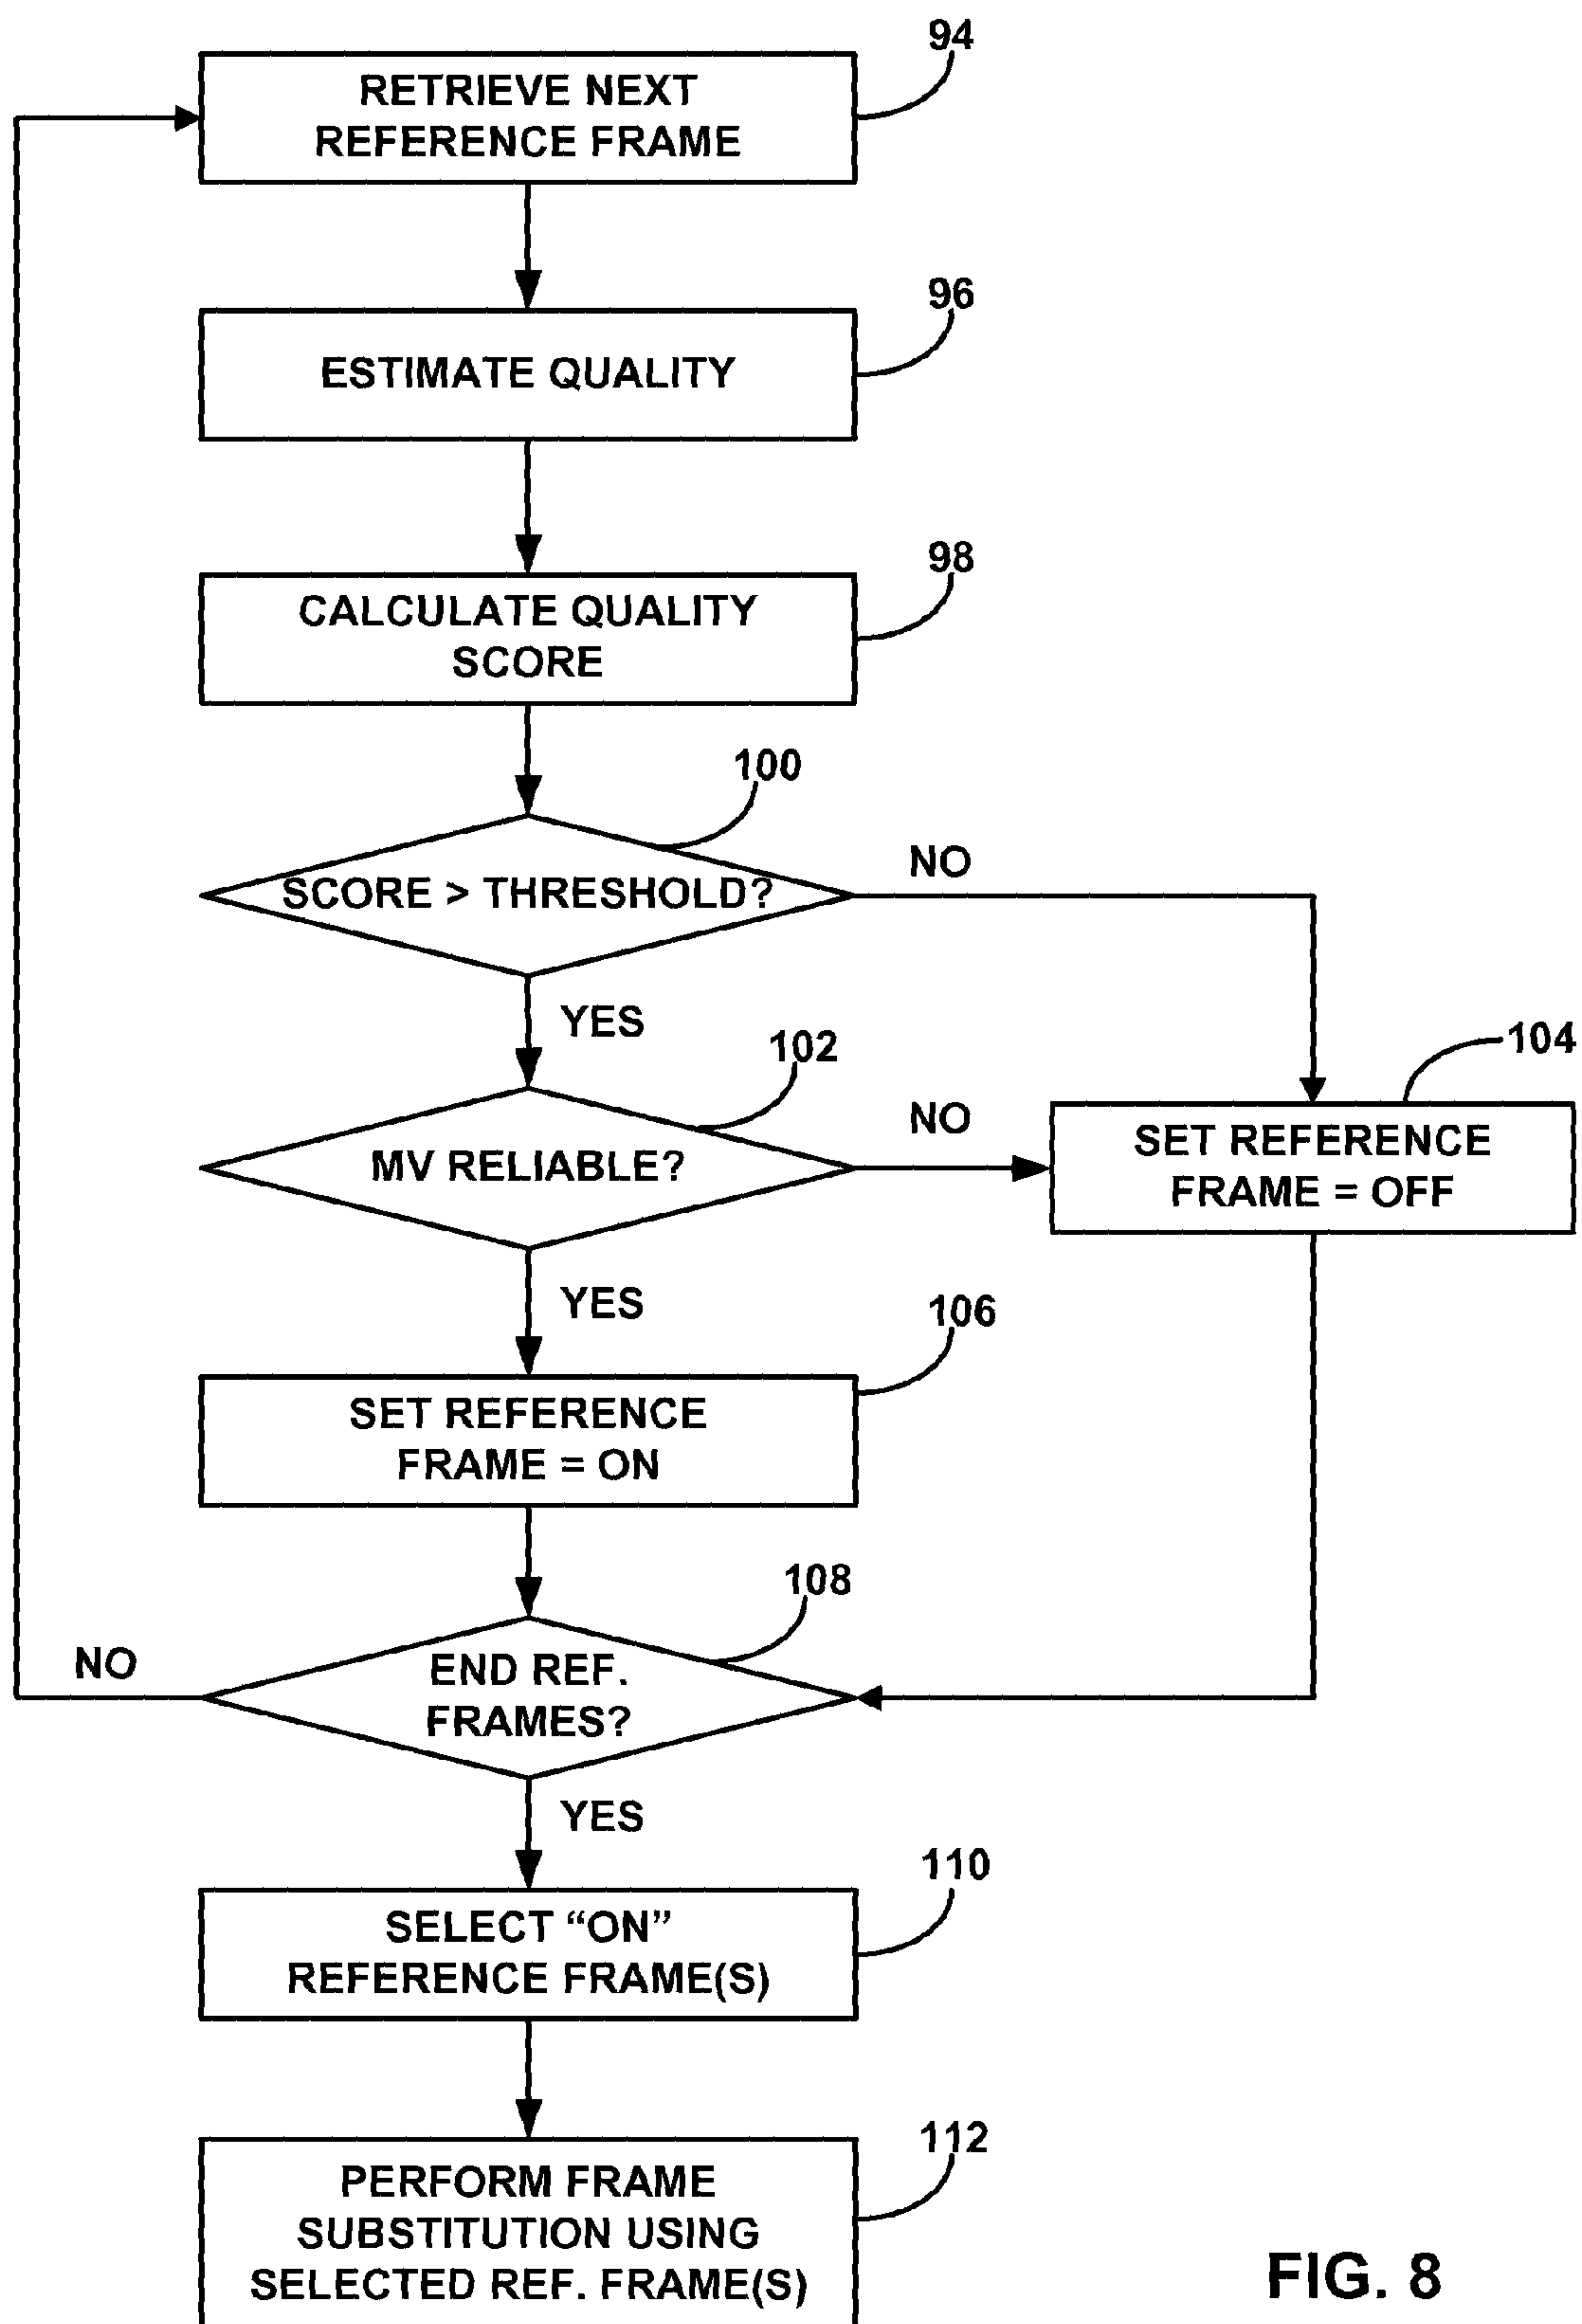 94
RETRIEVE NEXT
REFERENCE FRAME
96
ESTIMATE QUALITY
98
CALCULATE QUALITY
SCORE
100
NO
SCORE > THRESHOLD?
YES
102
104
NO
MV RELIABLE?
SET REFERENCE
FRAME = OFF
YES
106
SET REFERENCE
FRAME = ON
108
NO
END REF.
FRAMES?
YES
110
SELECT “ON”
REFERENCE FRAME(S)
112
PERFORM FRAME
SUBSTITUTION USING
SELECTED REF. FRAME(S)
FIG. 8